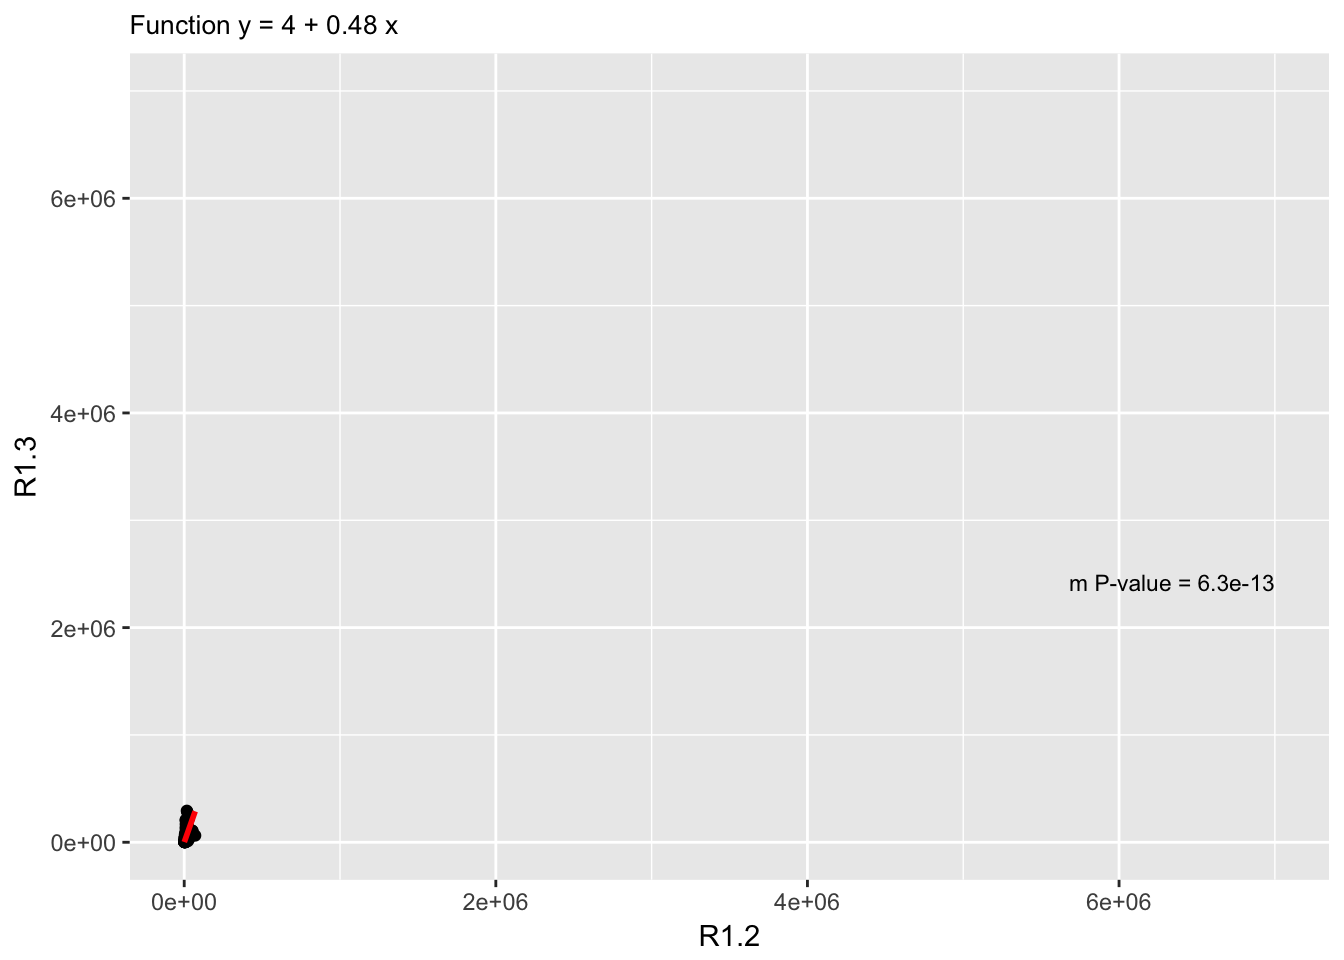 Function y = 4 + 0.48 x
R1.3
6e+06
4e+06
m P-value = 6.3e-13
2e+06
0e+00
0e+00 2e+06 4e+06 6e+06
R1.2